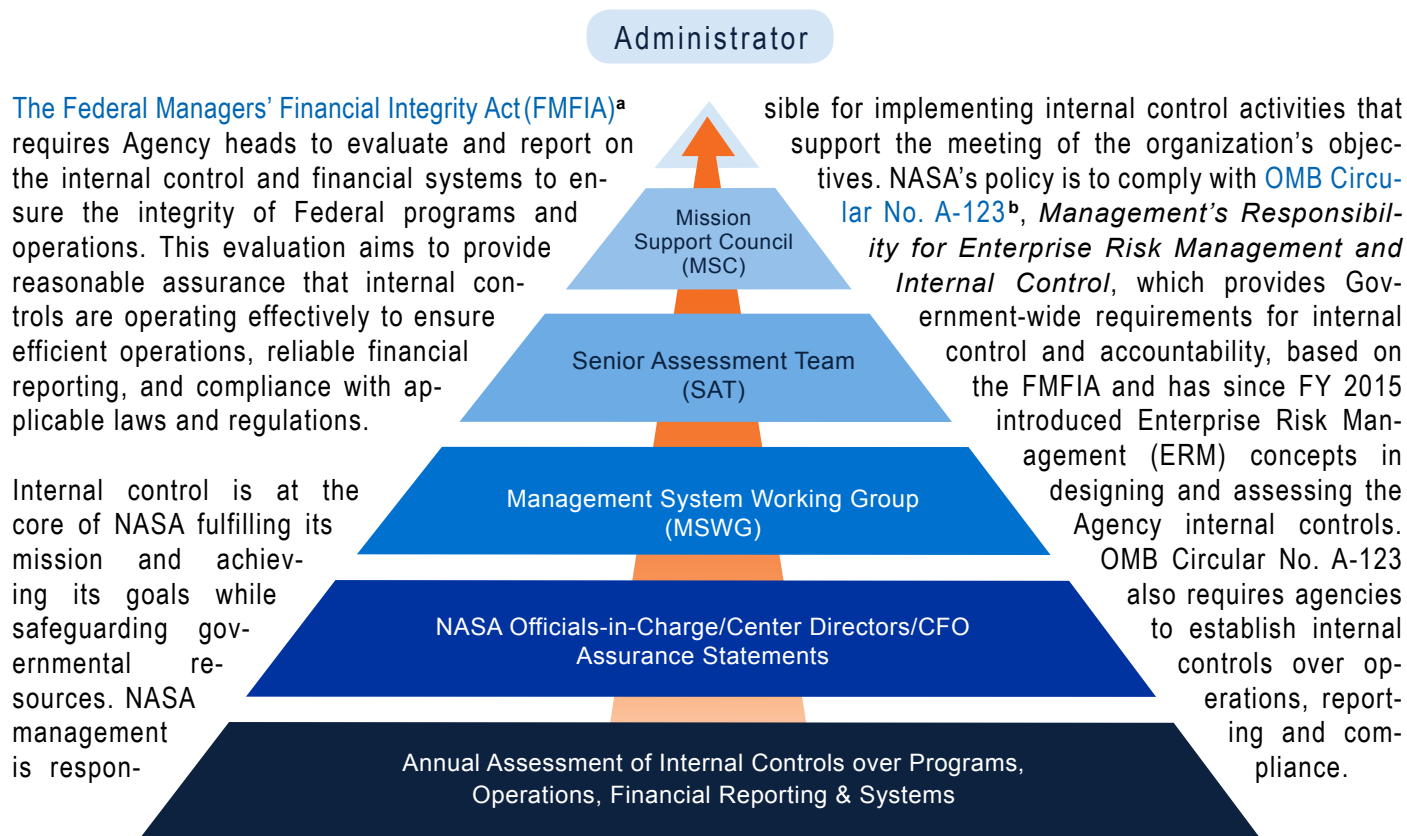 Administrator
The Federal Managers’ Financial Integrity Act (FMFIA)a
requires Agency heads to evaluate and report on
the internal control and financial systems to en-
sure the integrity of Federal programs and
operations. This evaluation aims to provide
reasonable assurance that internal con-
trols are operating effectively to ensure
efficient operations, reliable financial
reporting, and compliance with ap-
plicable laws and regulations.
Internal control is at the
core of NASA fulfilling its
mission and achiev-
ing its goals while
safeguarding gov-
ernmental re-
sources. NASA
management
is respon-
sible for implementing internal control activities that
support the meeting of the organization’s objec-
tives. NASA’s policy is to comply with OMB Circu-
lar No. A-123b, Management’s Responsibil-
ity for Enterprise Risk Management and
Internal Control, which provides Gov-
ernment-wide requirements for internal
control and accountability, based on
the FMFIA and has since FY 2015
introduced Enterprise Risk Man-
agement (ERM) concepts in
designing and assessing the
Agency internal controls.
OMB Circular No. A-123
also requires agencies
to establish internal
controls over op-
erations, report-
ing and com-
pliance.
Mission
Support Council
(MSC)
Senior Assessment Team
(SAT)
Management System Working Group
(MSWG)
NASA Officials-in-Charge/Center Directors/CFO
Assurance Statements
Annual Assessment of Internal Controls over Programs,
Operations, Financial Reporting & Systems